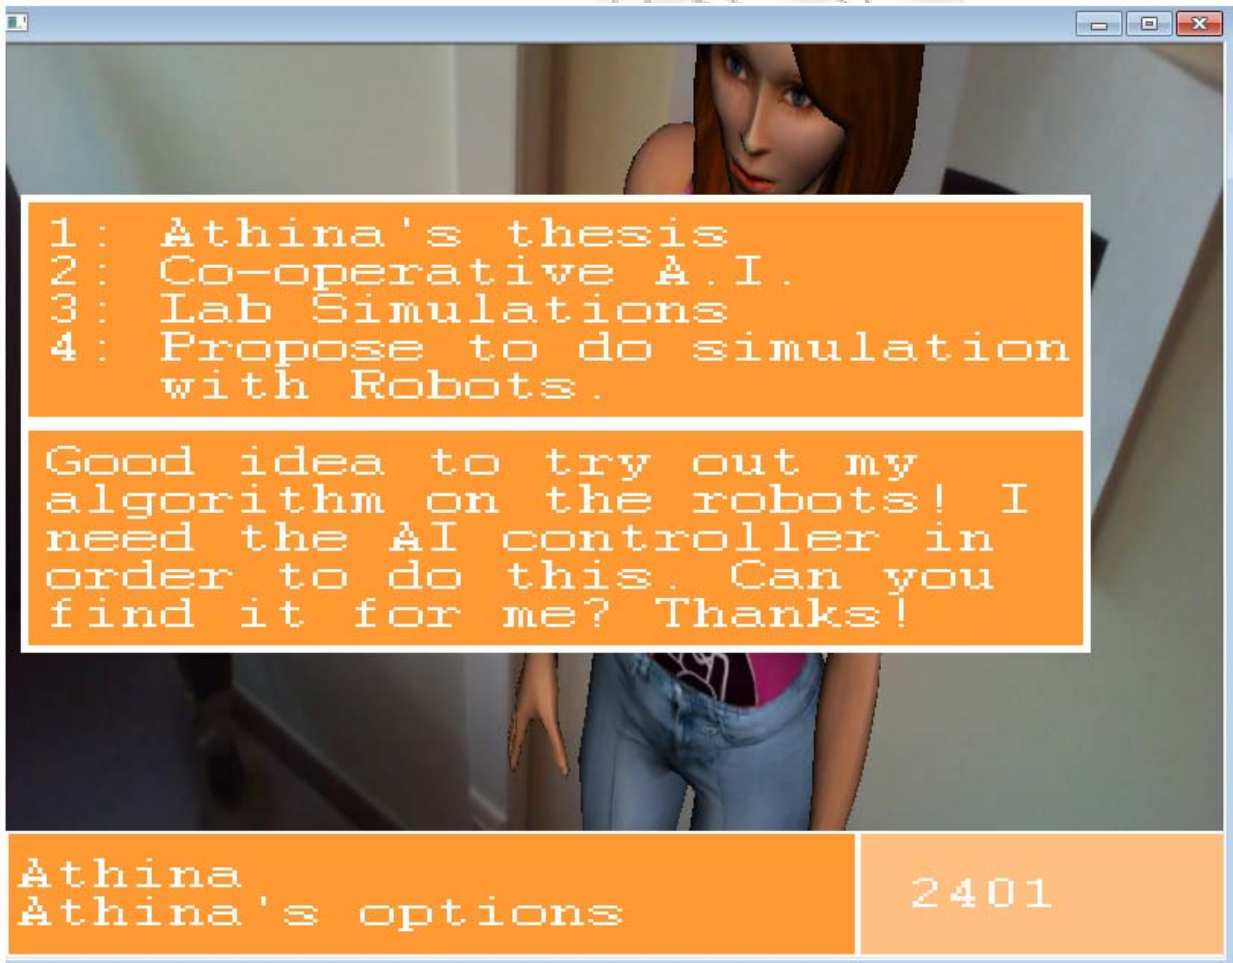 1: Athina's thesis
2: Co-operative A.I.
3: Lab Simulations
4: Propose to do simulation
with Robots.
Good idea to try out my
algorithm on the robots! I
need the AI controller in
order to do this. Can you
find it for me? Thanks!
Athina
Athina's options
2401